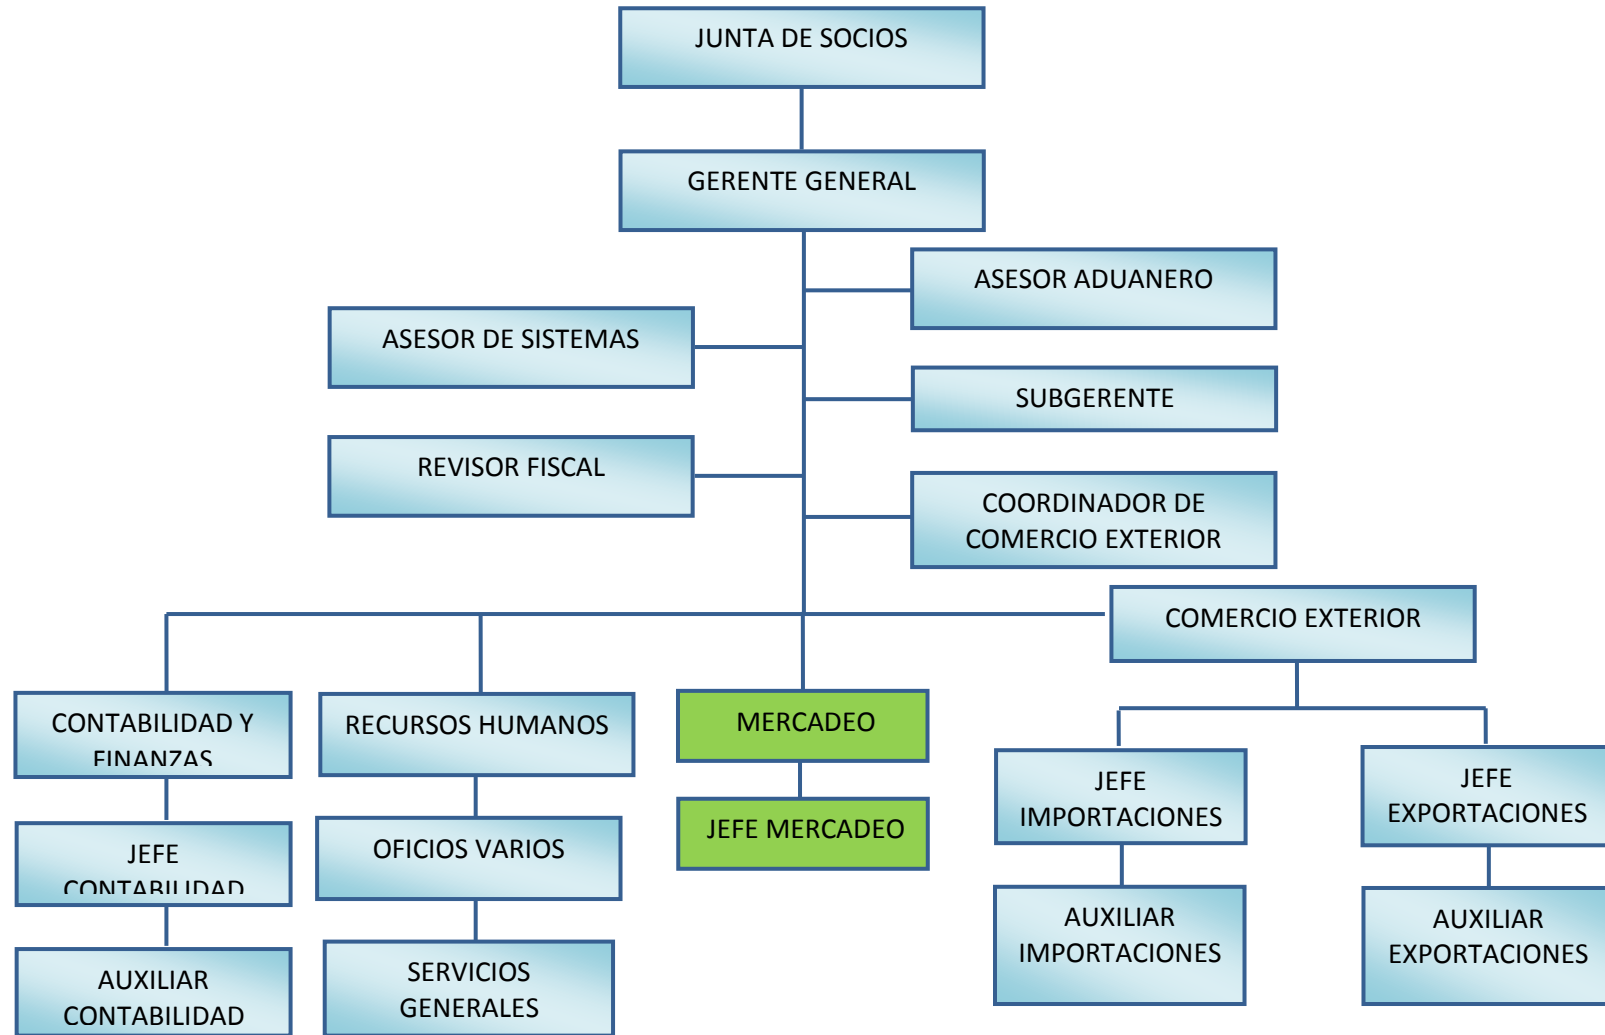 JUNTA DE SOCIOS
GERENTE GENERAL
ASESOR ADUANERO
ASESOR DE SISTEMAS
SUBGERENTE
REVISOR FISCAL
COORDINADOR DE
COMERCIO EXTERIOR
COMERCIO EXTERIOR
CONTABILIDAD Y
FINANZAS
RECURSOS HUMANOS
MERCADEO
JEFE
IMPORTACIONES
JEFE
EXPORTACIONES
JEFE
CONTABILIDAD
OFICIOS VARIOS
JEFE MERCADEO
AUXILIAR
IMPORTACIONES
AUXILIAR
EXPORTACIONES
AUXILIAR
CONTABILIDAD
SERVICIOS
GENERALES